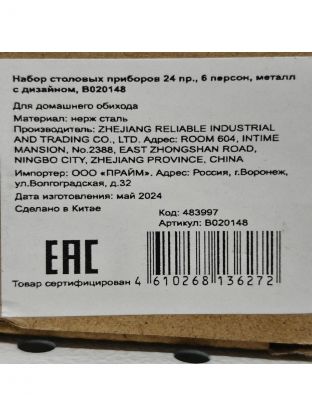 Набор столовых приборов 24 пр., 6 персон, металл
с дизайном, B020148
Для домашнего обихода
Материал: нерж сталь
Производитель: ZHEJIANG RELIABLE INDUSTRIAL
AND TRADING CO., LTD. Адрес: ROOM 604, INTIME
MANSION, No.2388, EAST ZHONGSHAN ROAD,
NINGBO CITY, ZHEJIANG PROVINCE, CHINA
Импортер: ООО «ПРАЙМ». Адрес: Россия, г.Воронеж,
ул.Волгоградская, д.32
Дата изготовления: май 2024
Сделано в Китае
Код: 483997
Артикул: B020148
EAC
Товар сертифицирован
4 610268 136272